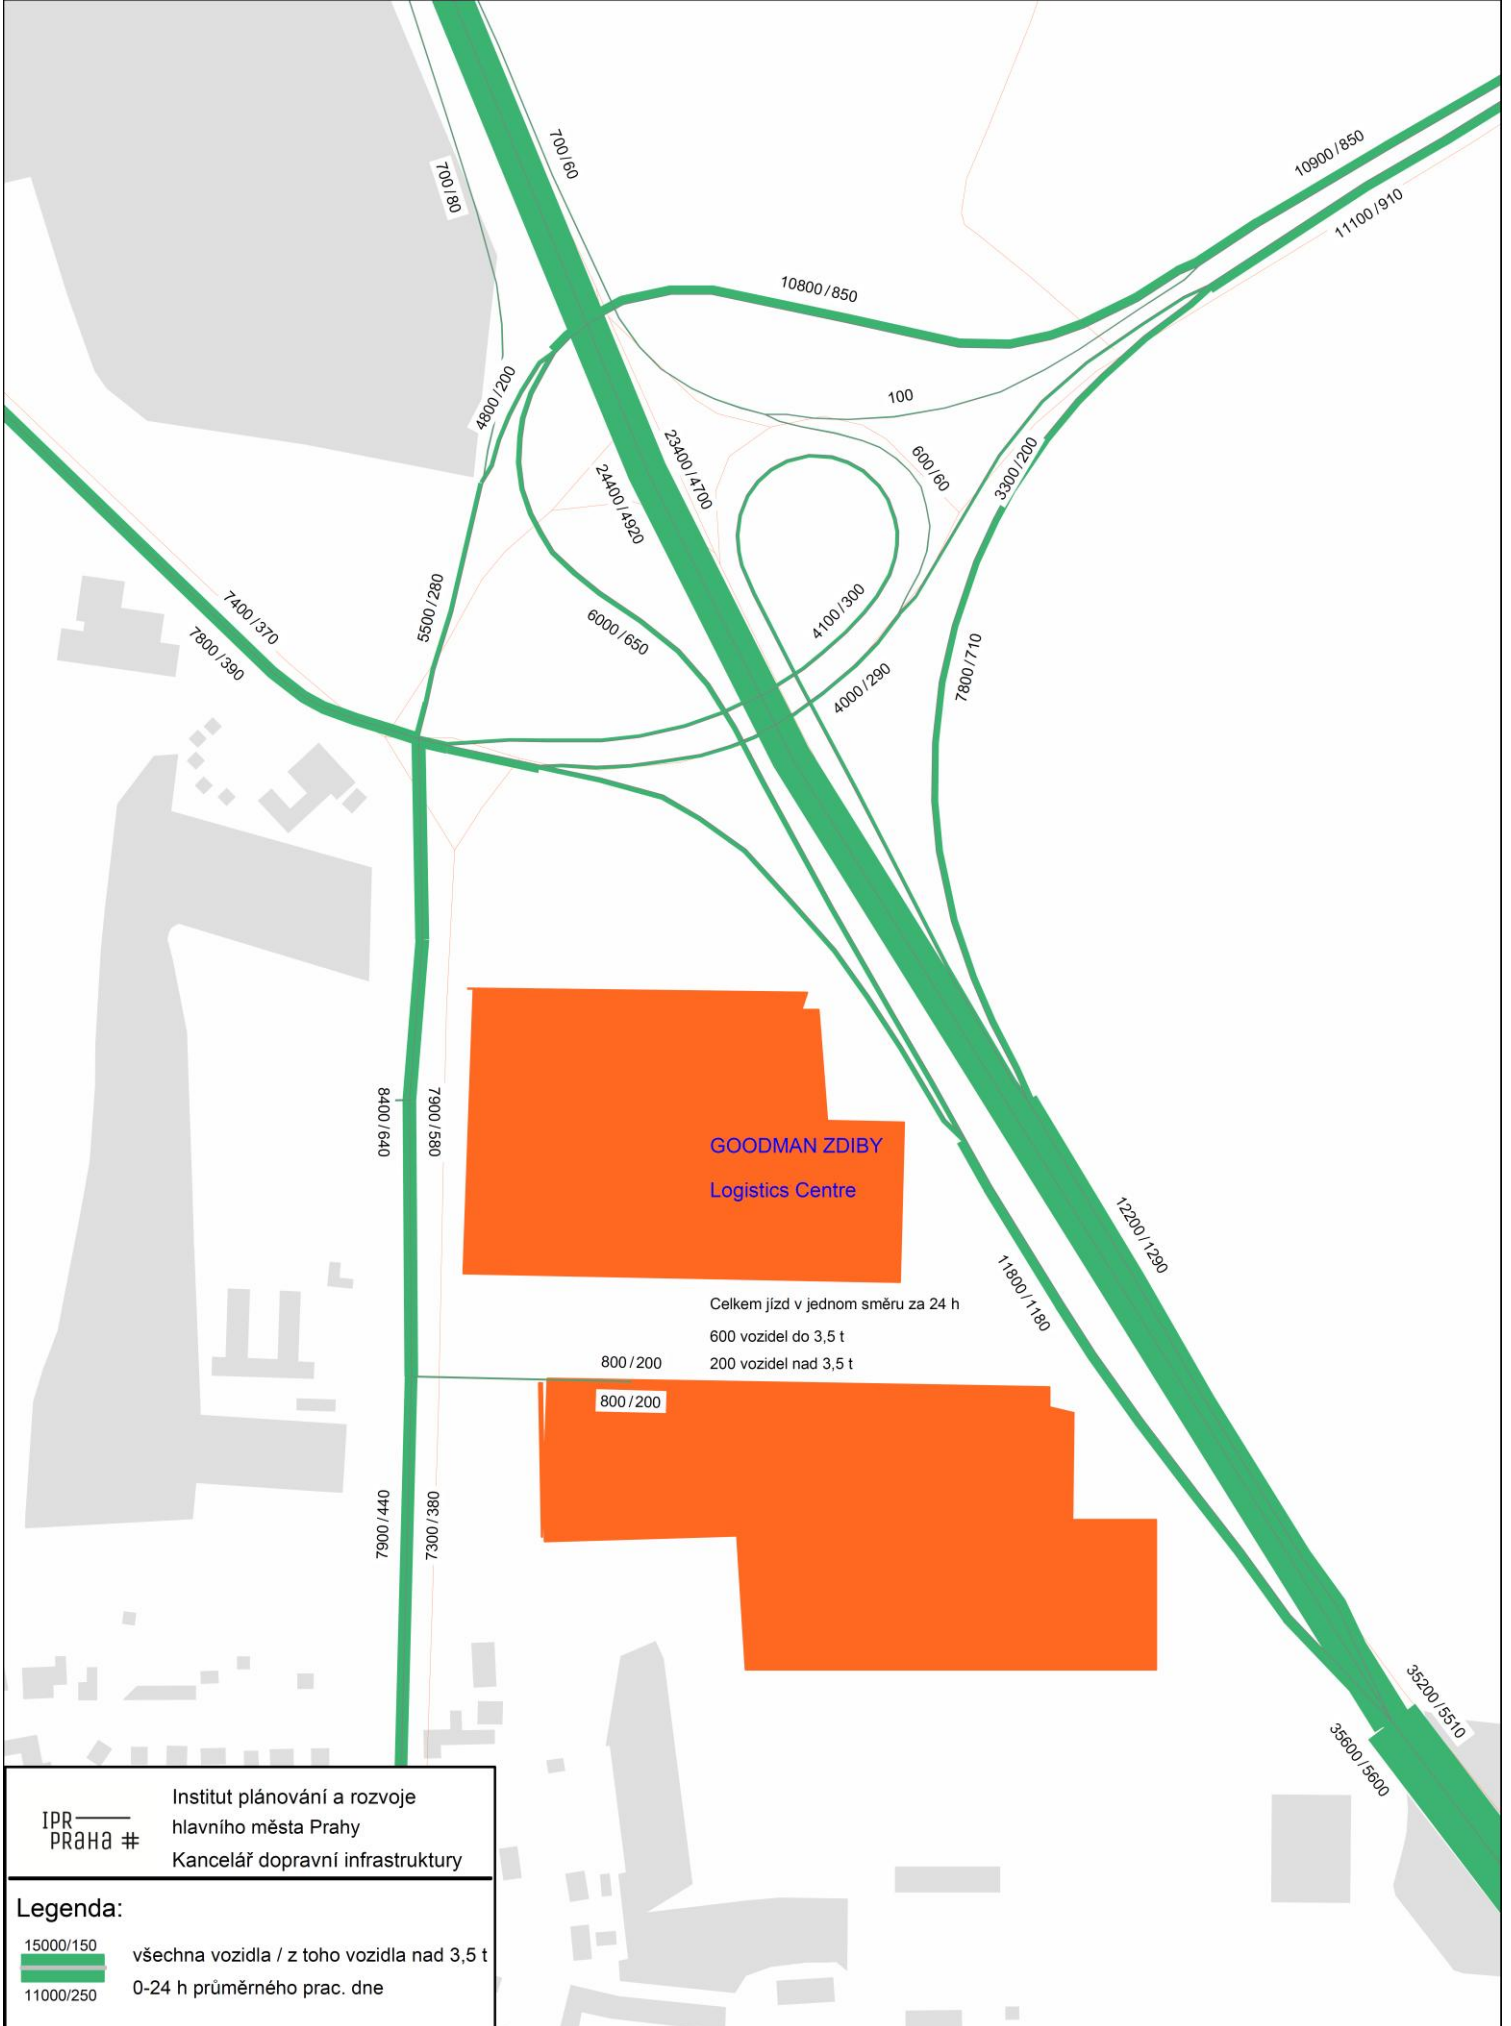 700/60
700/80
10900/850
11100/910
10800/850
4800/200
100
23400/4700
24400/4920
600/60
3300/200
7400/370
7800/390
5500/280
6000/650
4100/300
4000/290
7800/710
8400/640
7900/580
GOODMAN ZDIBY
Logistics Centre
12200/1290
11800/1180
Celkem jízd v jednom směru za 24 h
600 vozidel do 3,5 t
200 vozidel nad 3,5 t
800/200
800/200
7900/440
7300/380
35200/5510
35600/5600
IPR
PRAHA #
Institut plánování a rozvoje
hlavního města Prahy
Kancelář dopravní infrastruktury
Legenda:
15000/150
11000/250
všechna vozidla / z toho vozidla nad 3,5 t
0-24 h průměrného prac. dne